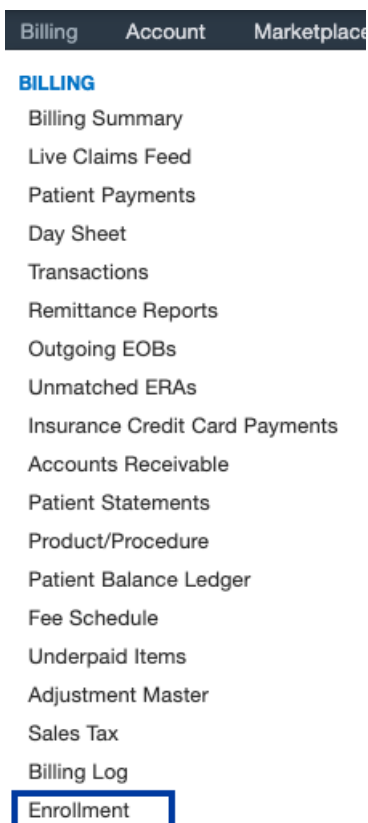 Billing Account Marketplace
BILLING
Billing Summary
Live Claims Feed
Patient Payments
Day Sheet
Transactions
Remittance Reports
Outgoing EOBs
Unmatched ERAs
Insurance Credit Card Payments
Accounts Receivable
Patient Statements
Product/Procedure
Patient Balance Ledger
Fee Schedule
Underpaid Items
Adjustment Master
Sales Tax
Billing Log
Enrollment